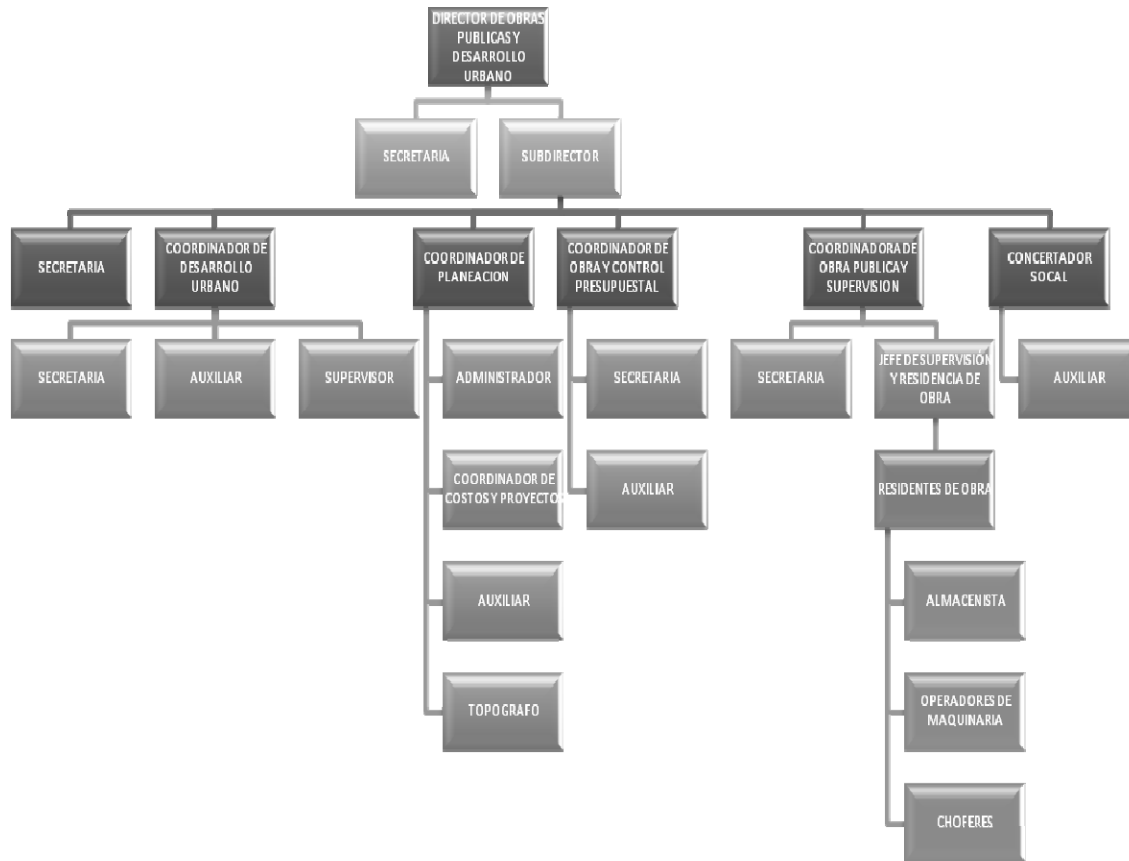 DIRECTOR DE OBRAS
PUBLICAS Y
DESARROLLO
URBANO
SECRETARIA
SUBDIRECTOR
SECRETARIA
COORDINADOR DE
DESARROLLO
URBANO
COORDINADOR DE
PLANEACION
COORDINADOR DE
OBRA Y CONTROL
PRESUPUESTAL
COORDINADORA DE
OBRA PUBLICA Y
SUPERVISION
CONCERTADOR
SOCAL
SECRETARIA
AUXILIAR
SUPERVISOR
ADMINISTRADOR
SECRETARIA
SECRETARIA
JEFE DE SUPERVISIÓN
Y RESIDENCIA DE
OBRA
AUXILIAR
COORDINADOR DE
COSTOS Y PROYECTOS
AUXILIAR
RESIDENTES DE OBRA
AUXILIAR
ALMACENISTA
TOPOGRAFO
OPERADORES DE
MAQUINARIA
CHOFERES